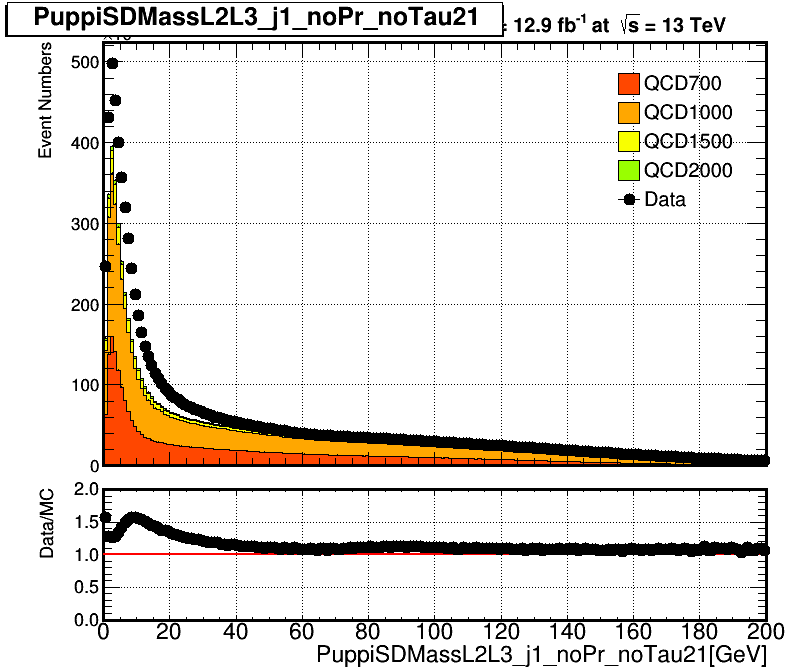 PuppiSDMassL2L3_j1_noPr_noTau21
= 12.9 fb-1 at √s = 13 TeV
Event Numbers
500
400
300
200
100
0
QCD700
QCD1000
QCD1500
QCD2000
Data
Data/MC
2.0
1.5
1.0
0.5
0.0
0 20 40 60 80 100 120 140 160 180 200
PuppiSDMassL2L3_j1_noPr_noTau21[GeV]